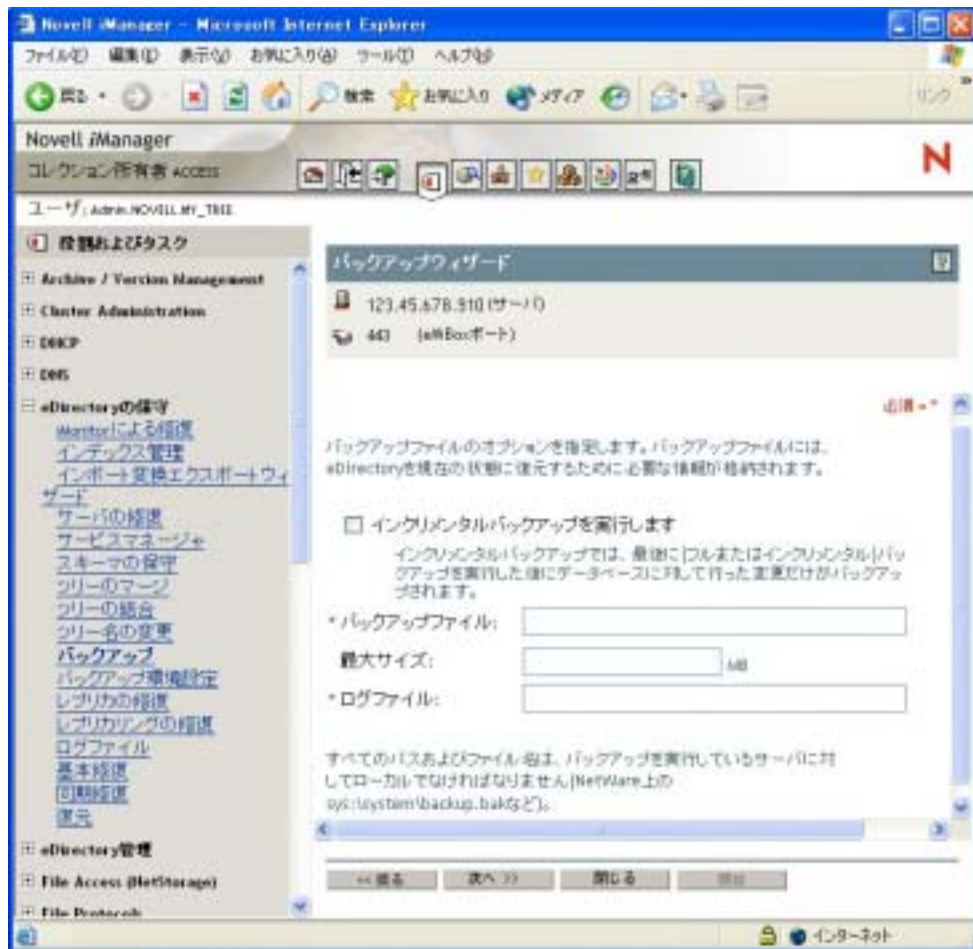 Novell iManager - Microsoft Internet Explorer
ファイル(F) 編集(E) 表示(V) お気に入り(A) ツール(T) ヘルプ(H)
戻る 検索 お気に入り メディア リンク
Novell iManager
コレクション所有者 ACCESS
N
ユーザ: Admin.NOVELL.MY_TREE
役割およびタスク
Archive / Version Management
Cluster Administration
DHCP
DNS
eDirectoryの保守
iMonitorによる修復
インデックス管理
インポート変換エクスポートウィ
ザード
サーバの修復
サービスマネージャ
スキーマの保守
ツリーのマージ
ツリーの結合
ツリー名の変更
バックアップ
バックアップ環境設定
レプリカの修復
レプリカリングの修復
ログファイル
基本修復
同期修復
復元
eDirectory管理
File Access (NetStorage)
File Protocols
バックアップウィザード
?
123.45.678.910 (サーバ)
443 (eMBoxポート)
必須 = *
バックアップファイルのオプションを指定します。バックアップファイルには、
eDirectoryを現在の状態に復元するために必要な情報が格納されます。
インクリメンタルバックアップを実行します
インクリメンタルバックアップでは、最後に(フルまたはインクリメンタル)バッ
クアップを実行した後にデータベースに対して行った変更だけがバックアッ
プされます。
* バックアップファイル:
最大サイズ: MB
* ログファイル:
すべてのパスおよびファイル名は、バックアップを実行しているサーバに対
してローカルでなければなりません(NetWare上の
sys:\system\backup.bakなど)。
<< 戻る 次へ >> 閉じる 開始
インターネット